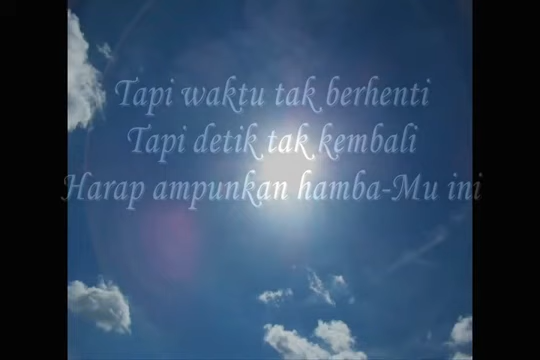 Tapi waktu tak berhenti
Tapi detik tak kembali
Harap ampunkan hamba-Mu ini